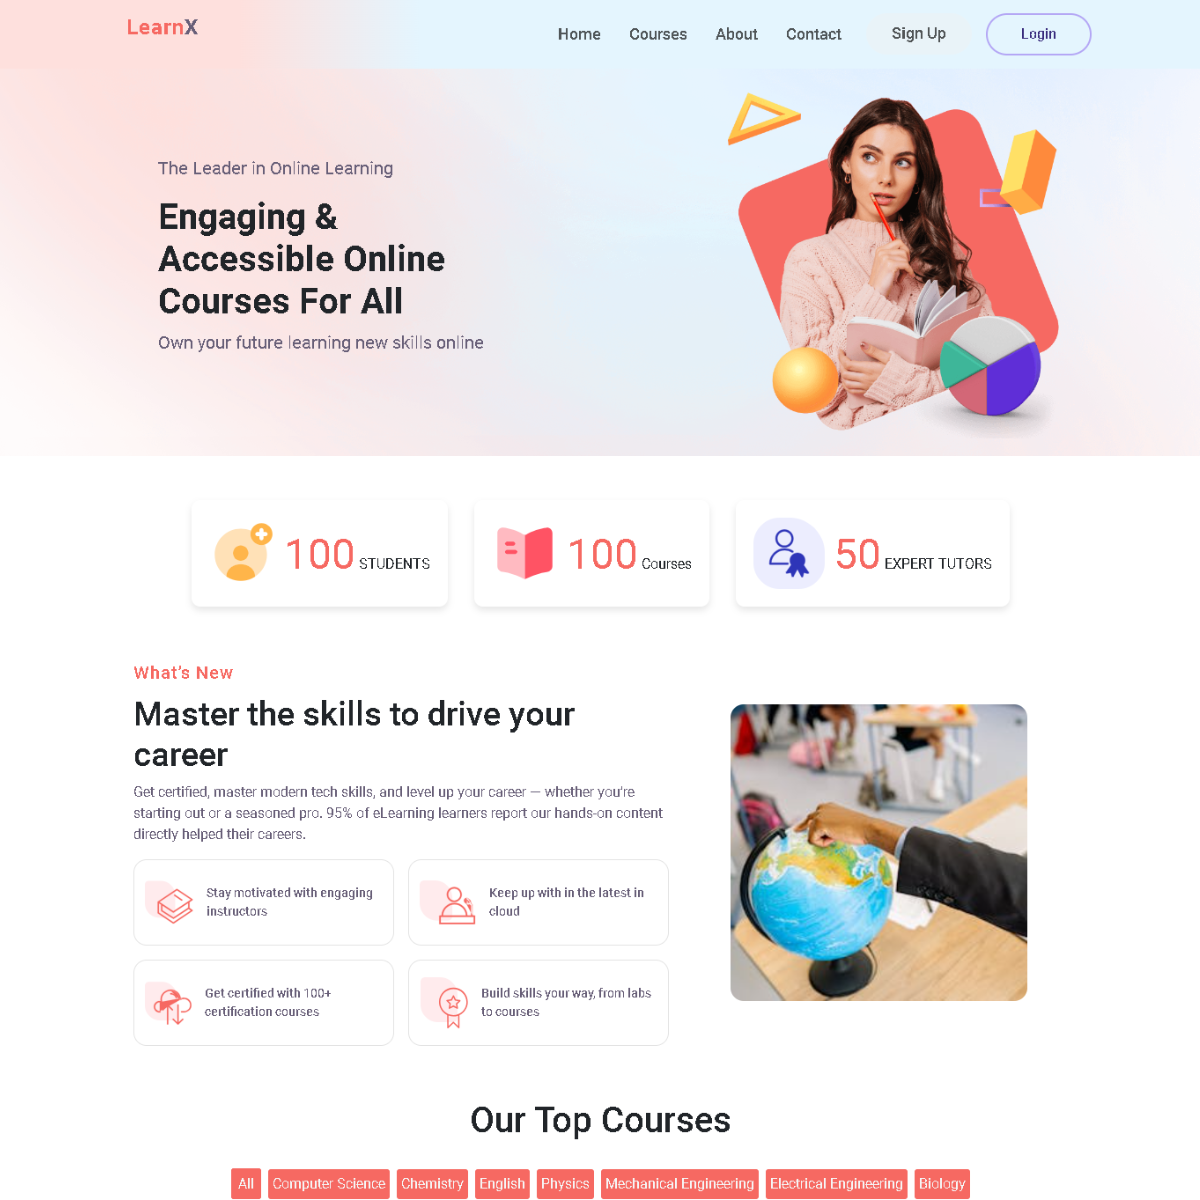 LearnX
Home
Courses
About
Contact
Sign Up
Login
The Leader in Online Learning
Engaging &
Accessible Online
Courses For All
Own your future learning new skills online
100 STUDENTS
100 Courses
50 EXPERT TUTORS
What's New
Master the skills to drive your
career
Get certified, master modern tech skills, and level up your career — whether you're
starting out or a seasoned pro. 95% of eLearning learners report our hands-on content
directly helped their careers.
Stay motivated with engaging
instructors
Keep up with in the latest in
cloud
Get certified with 100+
certification courses
Build skills your way, from labs
to courses
Our Top Courses
All
Computer Science
Chemistry
English
Physics
Mechanical Engineering
Electrical Engineering
Biology